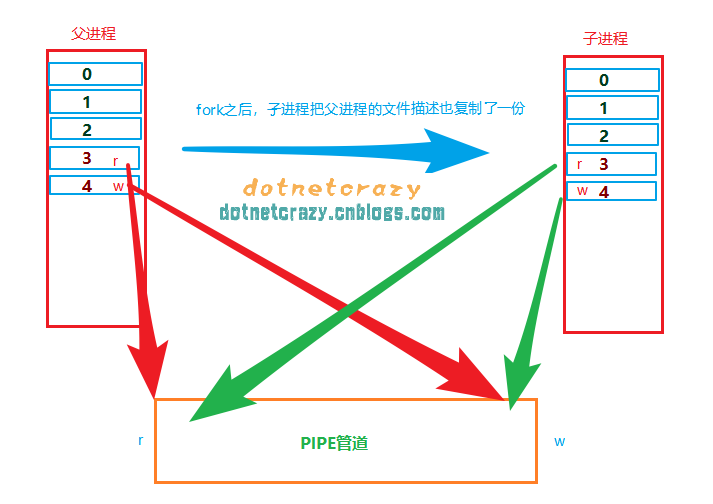 父进程
子进程
0
1
2
3 r
4 w
fork之后，子进程把父进程的文件描述也复制了一份
dotnetcrazy
dotnetcrazy.cnblogs.com
0
1
2
r 3
w 4
r
PIPE管道
w